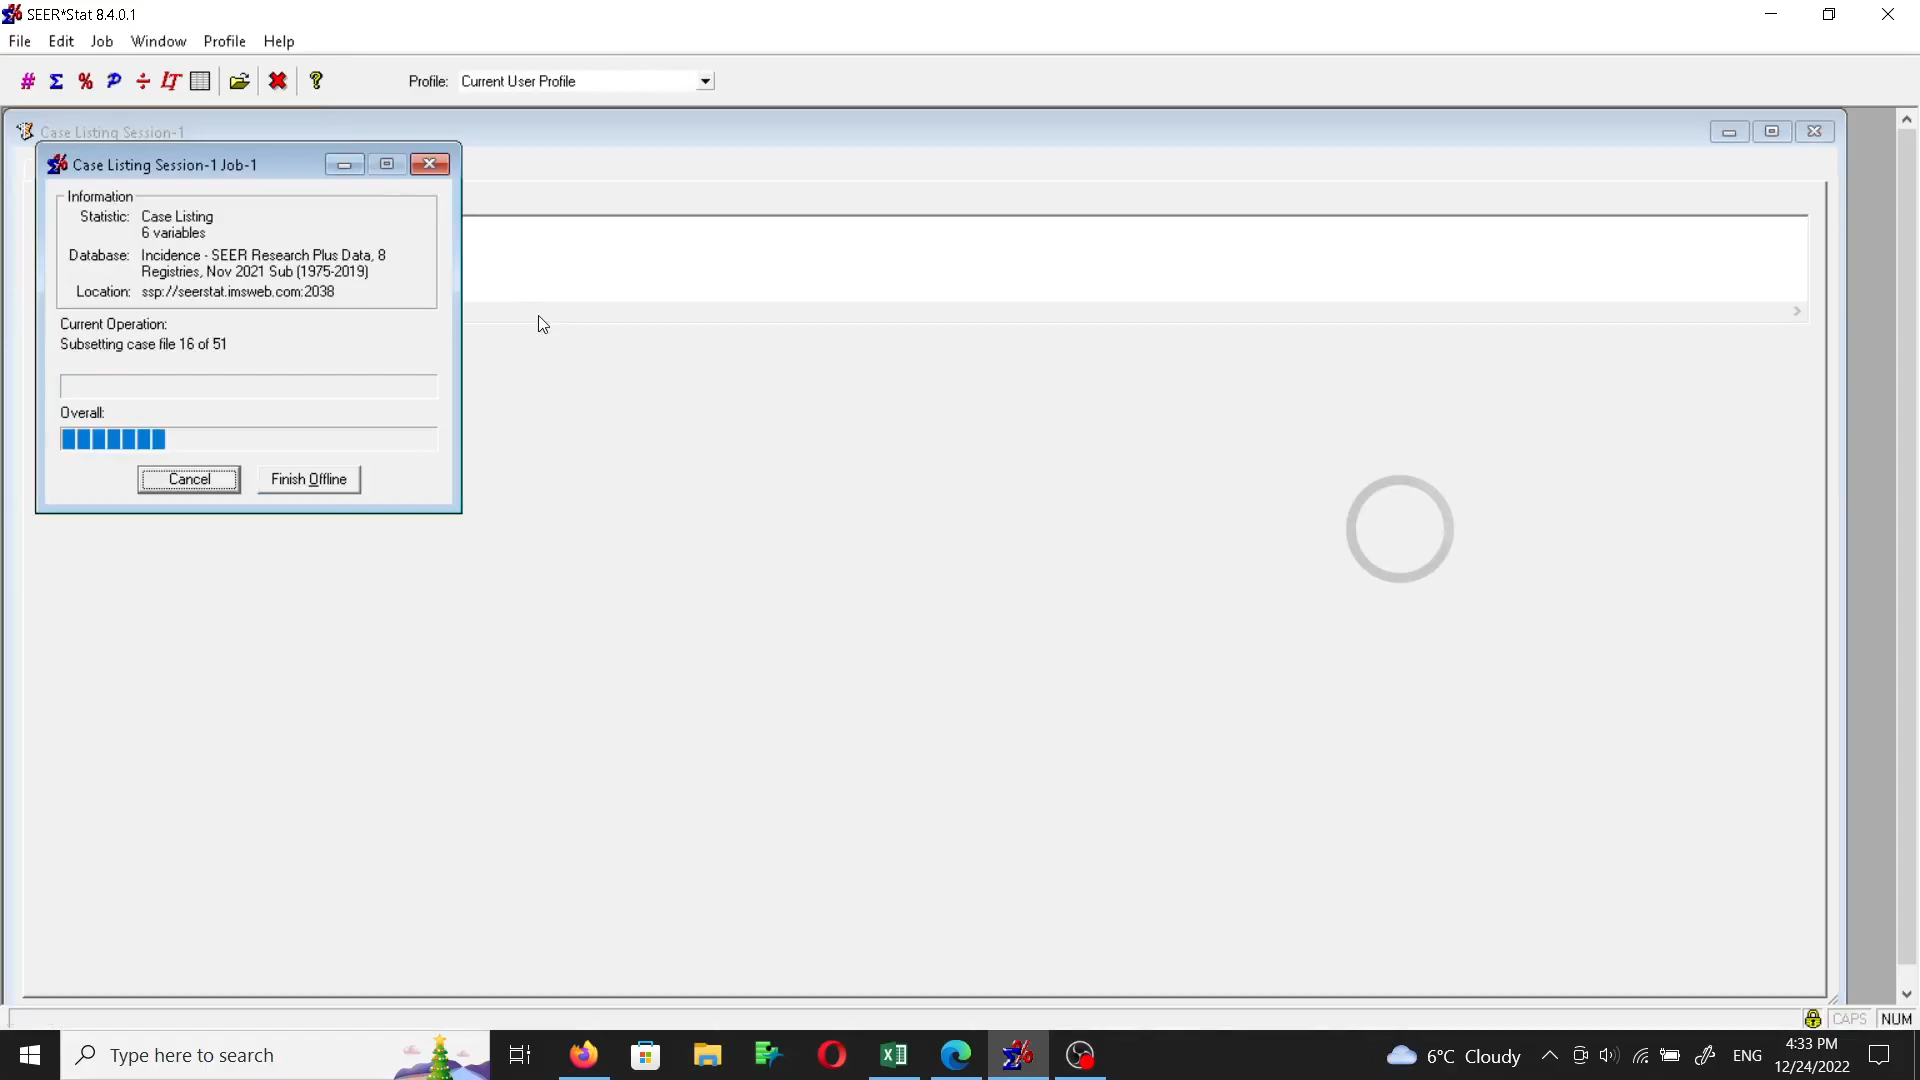 SEER*Stat 8.4.0.1
File Edit Job Window Profile Help
# Σ % P ÷ LT ? Profile: Current User Profile
Case Listing Session-1
Case Listing Session-1 Job-1
Information
Statistic: Case Listing
6 variables
Database: Incidence - SEER Research Plus Data, 8
Registries, Nov 2021 Sub (1975-2019)
Location: ssp://seerstat.imsweb.com:2038
Current Operation:
Subsetting case file 16 of 51
Overall:
Cancel Finish Offline
CAPS NUM
Type here to search
6°C Cloudy ENG
4:33 PM
12/24/2022